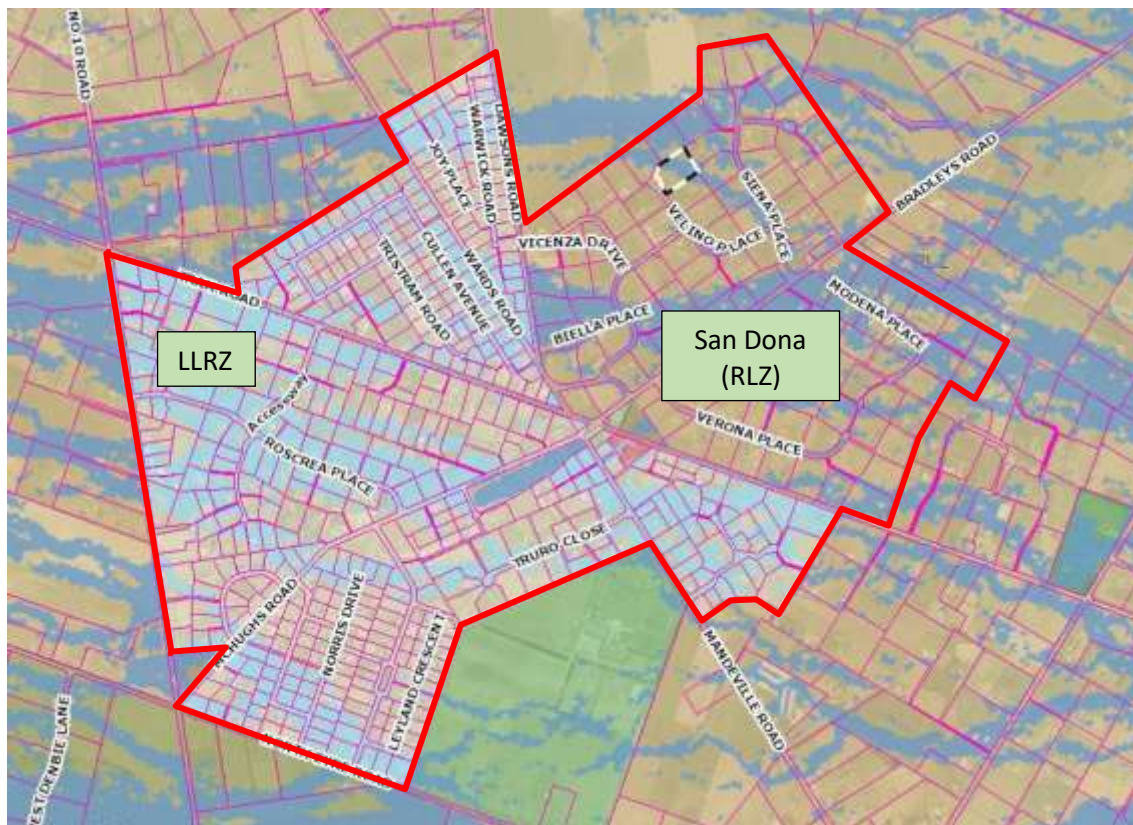 NO.10 ROAD
DAWSONS ROAD
WARWICK ROAD
JOY PLACE
BRADLEYS ROAD
SIENA PLACE
VELINO PLACE
VICENZA DRIVE
CULLEN AVENUE
WARDS ROAD
TRISTRAM ROAD
ROAD
MODENA PLACE
BIELLA PLACE
San Dona
(RLZ)
LLRZ
Accessway
VERONA PLACE
ROSCREA PLACE
TRURO CLOSE
MCHUGHS ROAD
NORRIS DRIVE
LEYLAND CRESCENT
MANDEVILLE ROAD
ROAD
DENBIE LANE